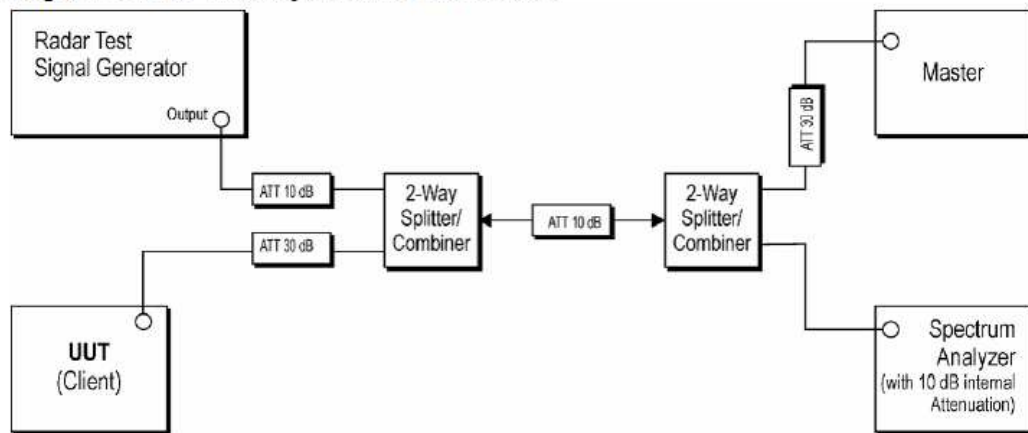 Radar Test
Signal Generator
Output
ATT 10 dB
2-Way
Splitter/
Combiner
ATT 30 dB
ATT 10 dB
2-Way
Splitter/
Combiner
ATT 30 dB
Master
UUT
(Client)
Spectrum
Analyzer
(with 10 dB internal
Attenuation)